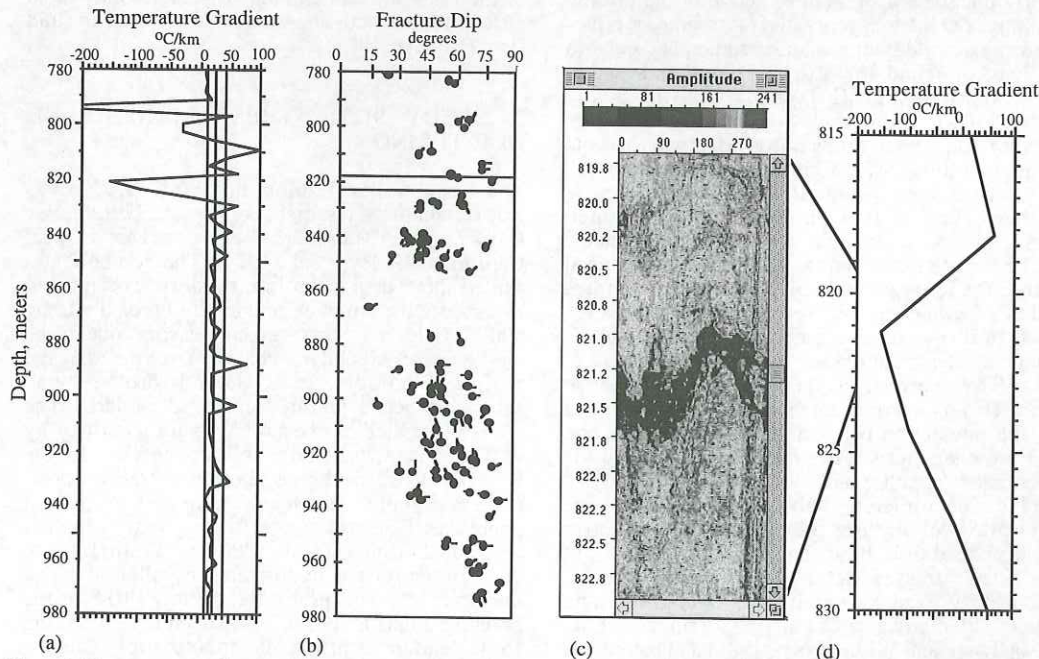 Temperature Gradient
°C/km
-200 -100 -50 0 50 100
780
800
820
840
860
880
900
920
940
960
980
Depth, meters
(a)
Fracture Dip
degrees
0 15 30 45 60 75 90
780
800
820
840
860
880
900
920
940
960
980
(b)
Amplitude
1 81 161 241
0 90 180 270
819.8
820.0
820.2
820.5
820.8
821.0
821.2
821.5
821.8
822.0
822.2
822.5
822.8
(c)
Temperature Gradient
°C/km
-200 -100 0 100
815
820
825
830
(d)